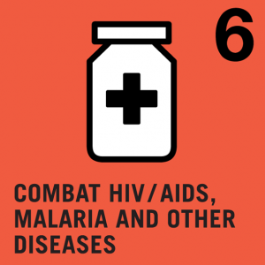 6
COMBAT HIV/AIDS,
MALARIA AND OTHER
DISEASES